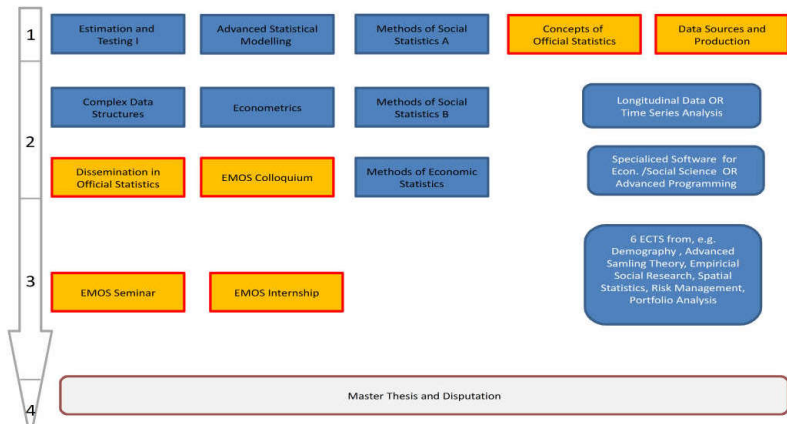 1
Estimation and
Testing I
Advanced Statistical
Modelling
Methods of Social
Statistics A
Concepts of
Official Statistics
Data Sources and
Production
2
Complex Data
Structures
Econometrics
Methods of Social
Statistics B
Longitudinal Data OR
Time Series Analysis
Dissemination in
Official Statistics
EMOS Colloquium
Methods of Economic
Statistics
Specialiced Software for
Econ. /Social Science OR
Advanced Programming
3
EMOS Seminar
EMOS Internship
6 ECTS from, e.g.
Demography , Advanced
Samling Theory, Empiricial
Social Research, Spatial
Statistics, Risk Management,
Portfolio Analysis
4
Master Thesis and Disputation